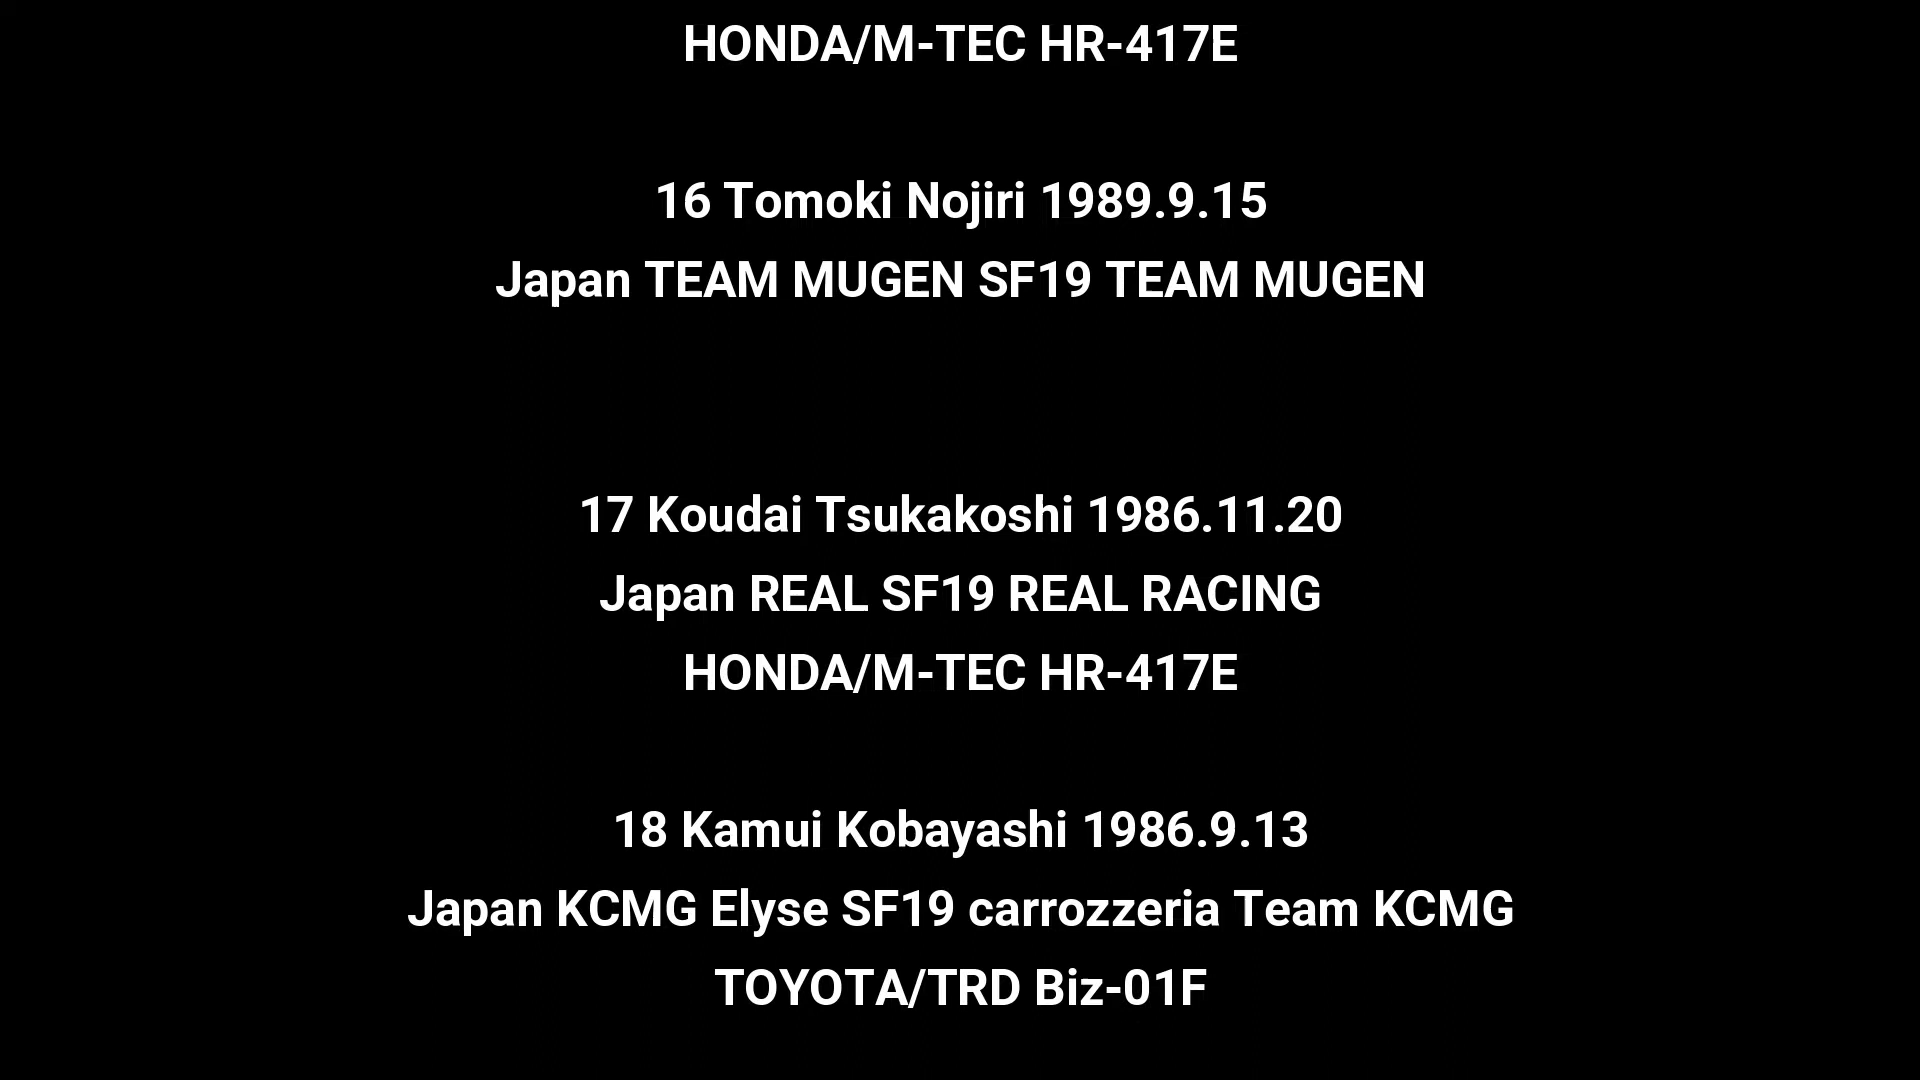 HONDA/M-TEC HR-417E
16 Tomoki Nojiri 1989.9.15
Japan TEAM MUGEN SF19 TEAM MUGEN
17 Koudai Tsukakoshi 1986.11.20
Japan REAL SF19 REAL RACING
HONDA/M-TEC HR-417E
18 Kamui Kobayashi 1986.9.13
Japan KCMG Elyse SF19 carrozzeria Team KCMG
TOYOTA/TRD Biz-01F